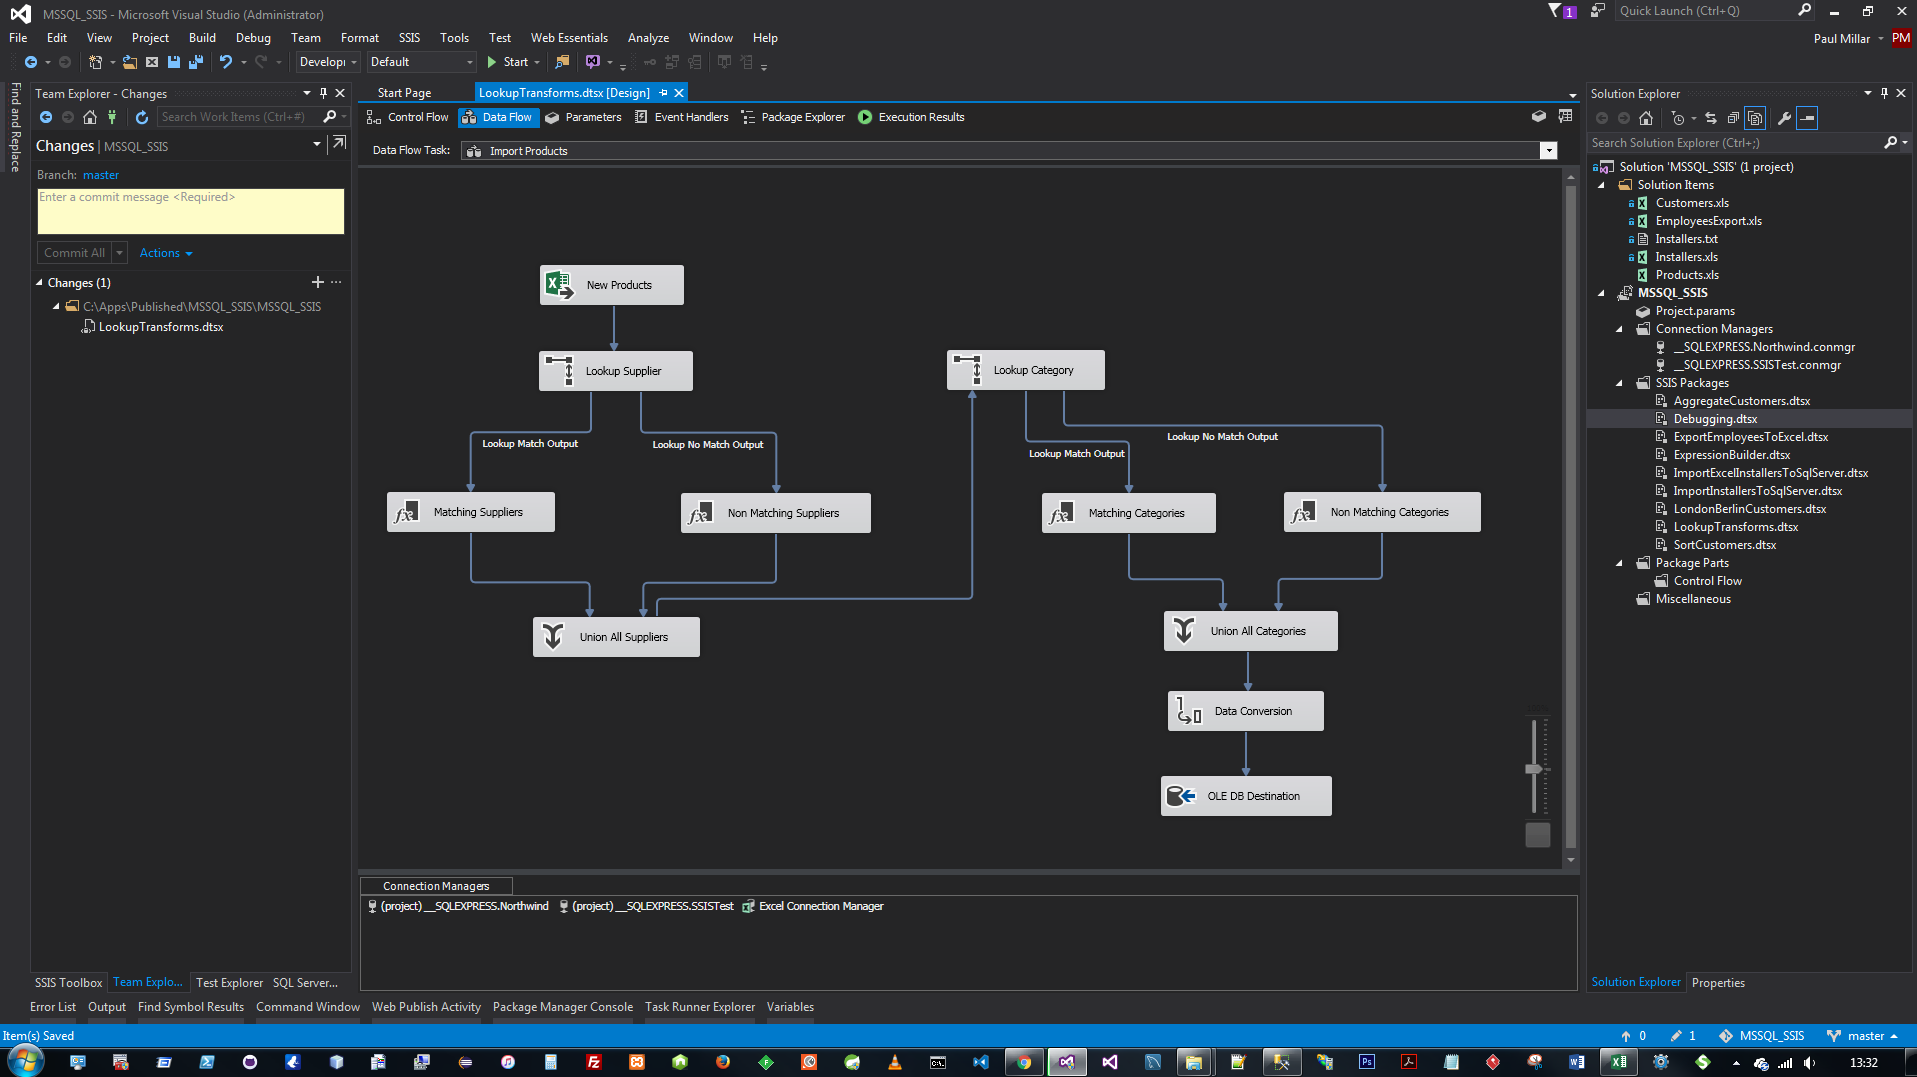 MSSQL_SSIS - Microsoft Visual Studio (Administrator)
1
Quick Launch (Ctrl+Q)
File Edit View Project Build Debug Team Format SSIS Tools Test Web Essentials Analyze Window Help
Paul Millar PM
Develop Default Start
Find and Replace
Team Explorer - Changes
Search Work Items (Ctrl+#)
Changes | MSSQL_SSIS
Branch: master
Enter a commit message <Required>
Commit All Actions
Changes (1)
C:\Apps\Published\MSSQL_SSIS\MSSQL_SSIS
LookupTransforms.dtsx
SSIS Toolbox Team Explo... Test Explorer SQL Server...
Start Page LookupTransforms.dtsx [Design]
Control Flow Data Flow Parameters Event Handlers Package Explorer Execution Results
Data Flow Task: Import Products
New Products
Lookup Supplier
Lookup Category
Lookup Match Output
Lookup No Match Output
Lookup Match Output
Lookup No Match Output
Matching Suppliers
Non Matching Suppliers
Matching Categories
Non Matching Categories
Union All Suppliers
Union All Categories
Data Conversion
OLE DB Destination
Connection Managers
(project) __SQLEXPRESS.Northwind (project) __SQLEXPRESS.SSISTest Excel Connection Manager
Solution Explorer
Search Solution Explorer (Ctrl+;)
Solution 'MSSQL_SSIS' (1 project)
Solution Items
Customers.xls
EmployeesExport.xls
Installers.txt
Installers.xls
Products.xls
MSSQL_SSIS
Project.params
Connection Managers
__SQLEXPRESS.Northwind.conmgr
__SQLEXPRESS.SSISTest.conmgr
SSIS Packages
AggregateCustomers.dtsx
Debugging.dtsx
ExportEmployeesToExcel.dtsx
ExpressionBuilder.dtsx
ImportExcelInstallersToSqlServer.dtsx
ImportInstallersToSqlServer.dtsx
LondonBerlinCustomers.dtsx
LookupTransforms.dtsx
SortCustomers.dtsx
Package Parts
Control Flow
Miscellaneous
Solution Explorer Properties
Error List Output Find Symbol Results Command Window Web Publish Activity Package Manager Console Task Runner Explorer Variables
Item(s) Saved
0 1 MSSQL_SSIS master
13:32